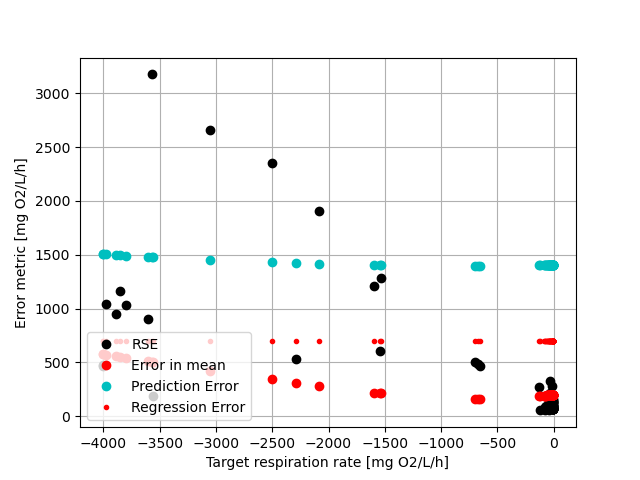 3000
2500
2000
1500
1000
500
0
Error metric [mg O2/L/h]
RSE
Error in mean
Prediction Error
Regression Error
−4000 −3500 −3000 −2500 −2000 −1500 −1000 −500 0
Target respiration rate [mg O2/L/h]